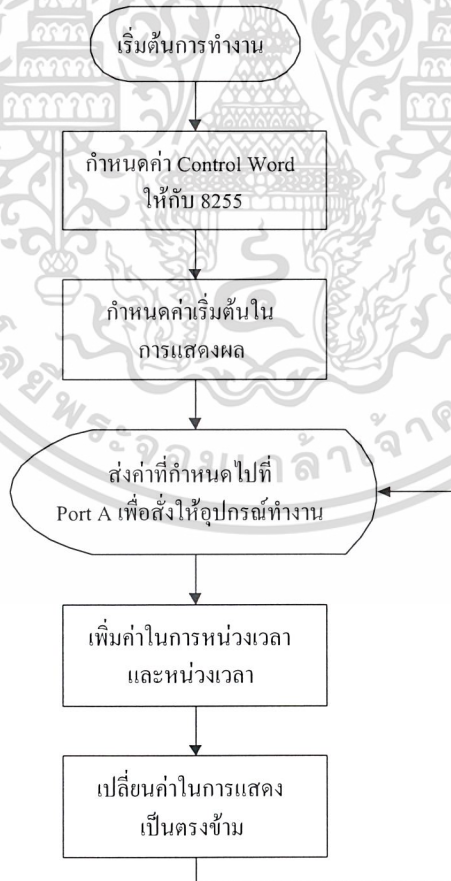 เริ่มต้นการทำงาน
กำหนดค่า Control Word
ให้กับ 8255
กำหนดค่าเริ่มต้นใน
การแสดงผล
ส่งค่าที่กำหนดไปที่
Port A เพื่อสั่งให้อุปกรณ์ทำงาน
เพิ่มค่าในการหน่วงเวลา
และหน่วงเวลา
เปลี่ยนค่าในการแสดง
เป็นตรงข้าม